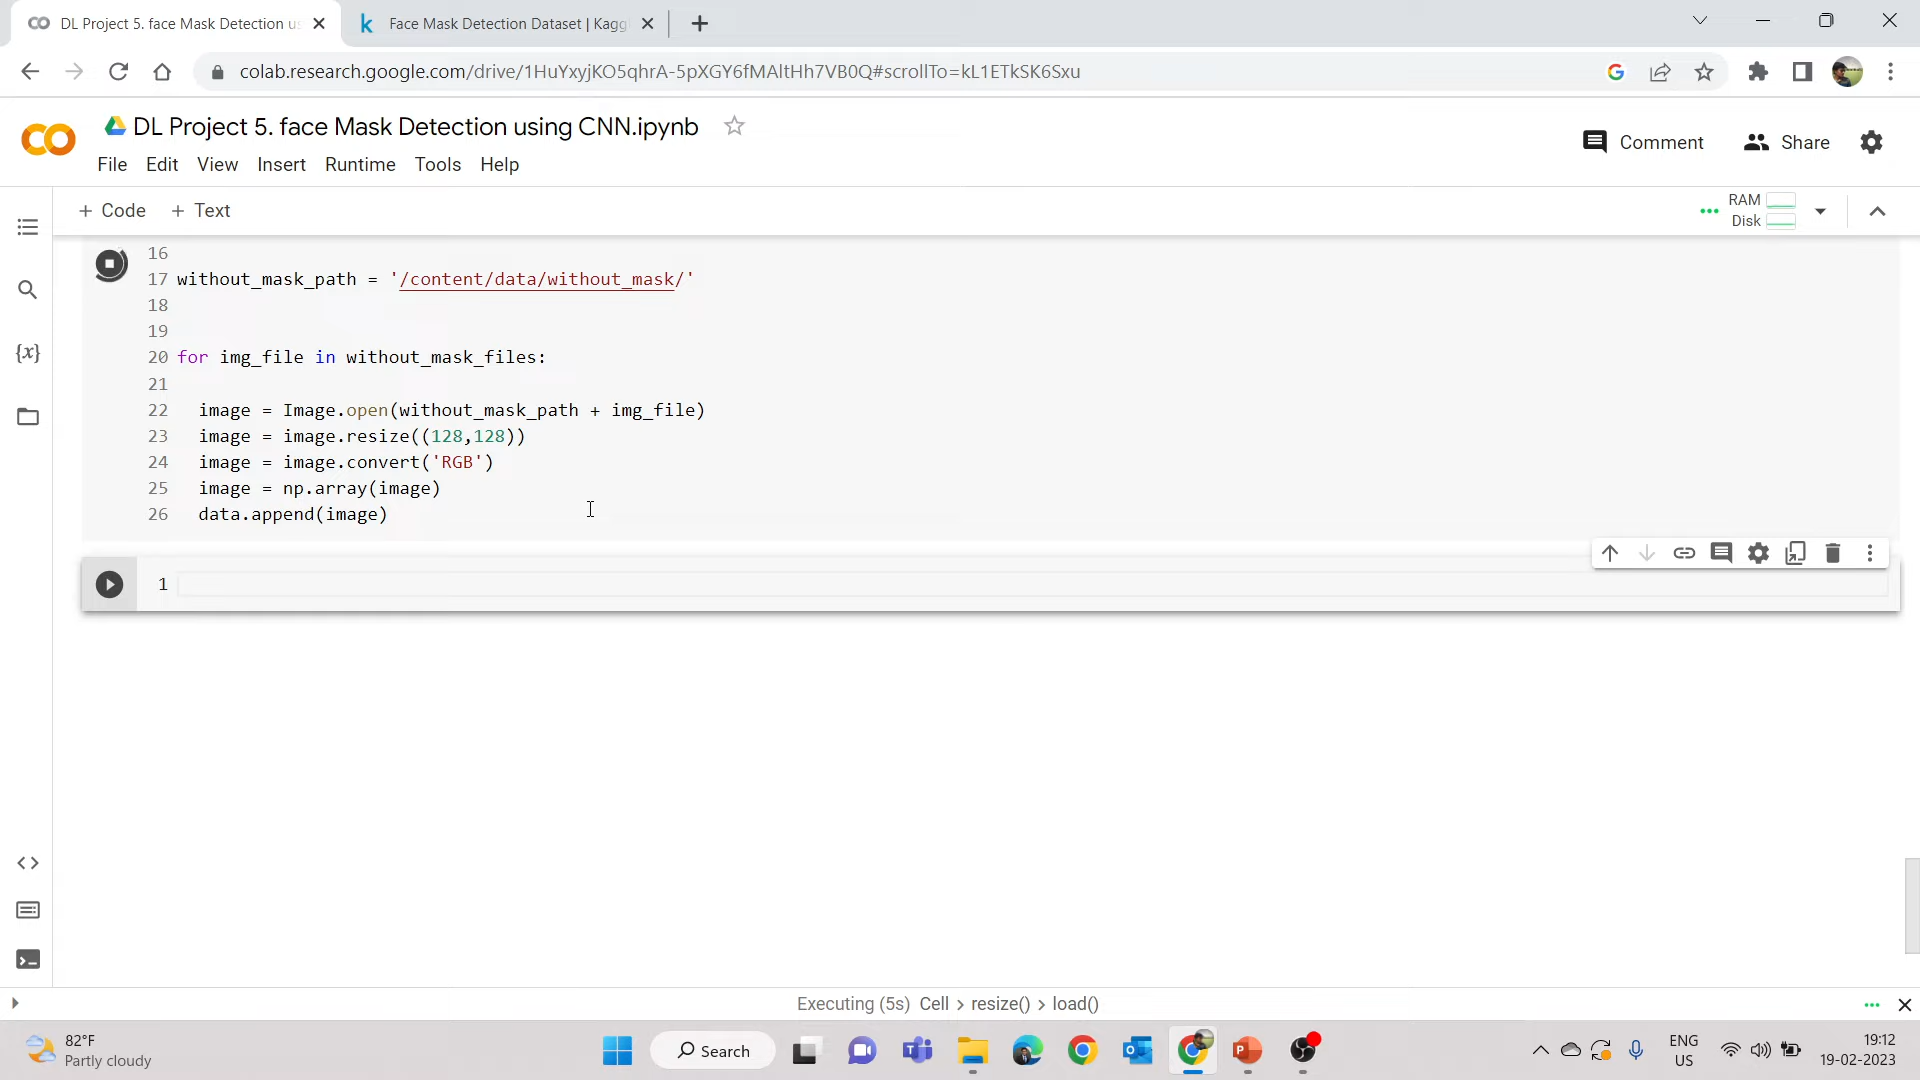 DL Project 5. face Mask Detection us
Face Mask Detection Dataset | Kagg
colab.research.google.com/drive/1HuYxyjKO5qhrA-5pXGY6fMAltHh7VB0Q#scrollTo=kL1ETkSK6Sxu
DL Project 5. face Mask Detection using CNN.ipynb
Comment
Share
File Edit View Insert Runtime Tools Help
+ Code + Text
RAM
Disk
16
17 without_mask_path = '/content/data/without_mask/'
18
19
20 for img_file in without_mask_files:
21
22 image = Image.open(without_mask_path + img_file)
23 image = image.resize((128,128))
24 image = image.convert('RGB')
25 image = np.array(image)
26 data.append(image)
1
Executing (5s) Cell > resize() > load()
82°F
Partly cloudy
Search
ENG
US
19:12
19-02-2023